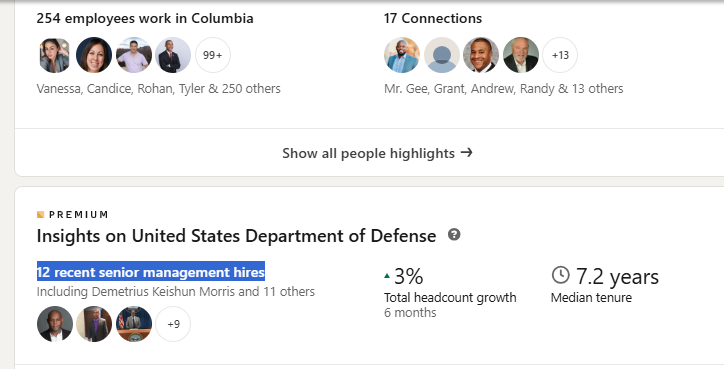 254 employees work in Columbia
99+
Vanessa, Candice, Rohan, Tyler & 250 others
17 Connections
+13
Mr. Gee, Grant, Andrew, Randy & 13 others
Show all people highlights →
PREMIUM
Insights on United States Department of Defense ?
12 recent senior management hires
Including Demetrius Keishun Morris and 11 others
+9
3%
Total headcount growth
6 months
7.2 years
Median tenure